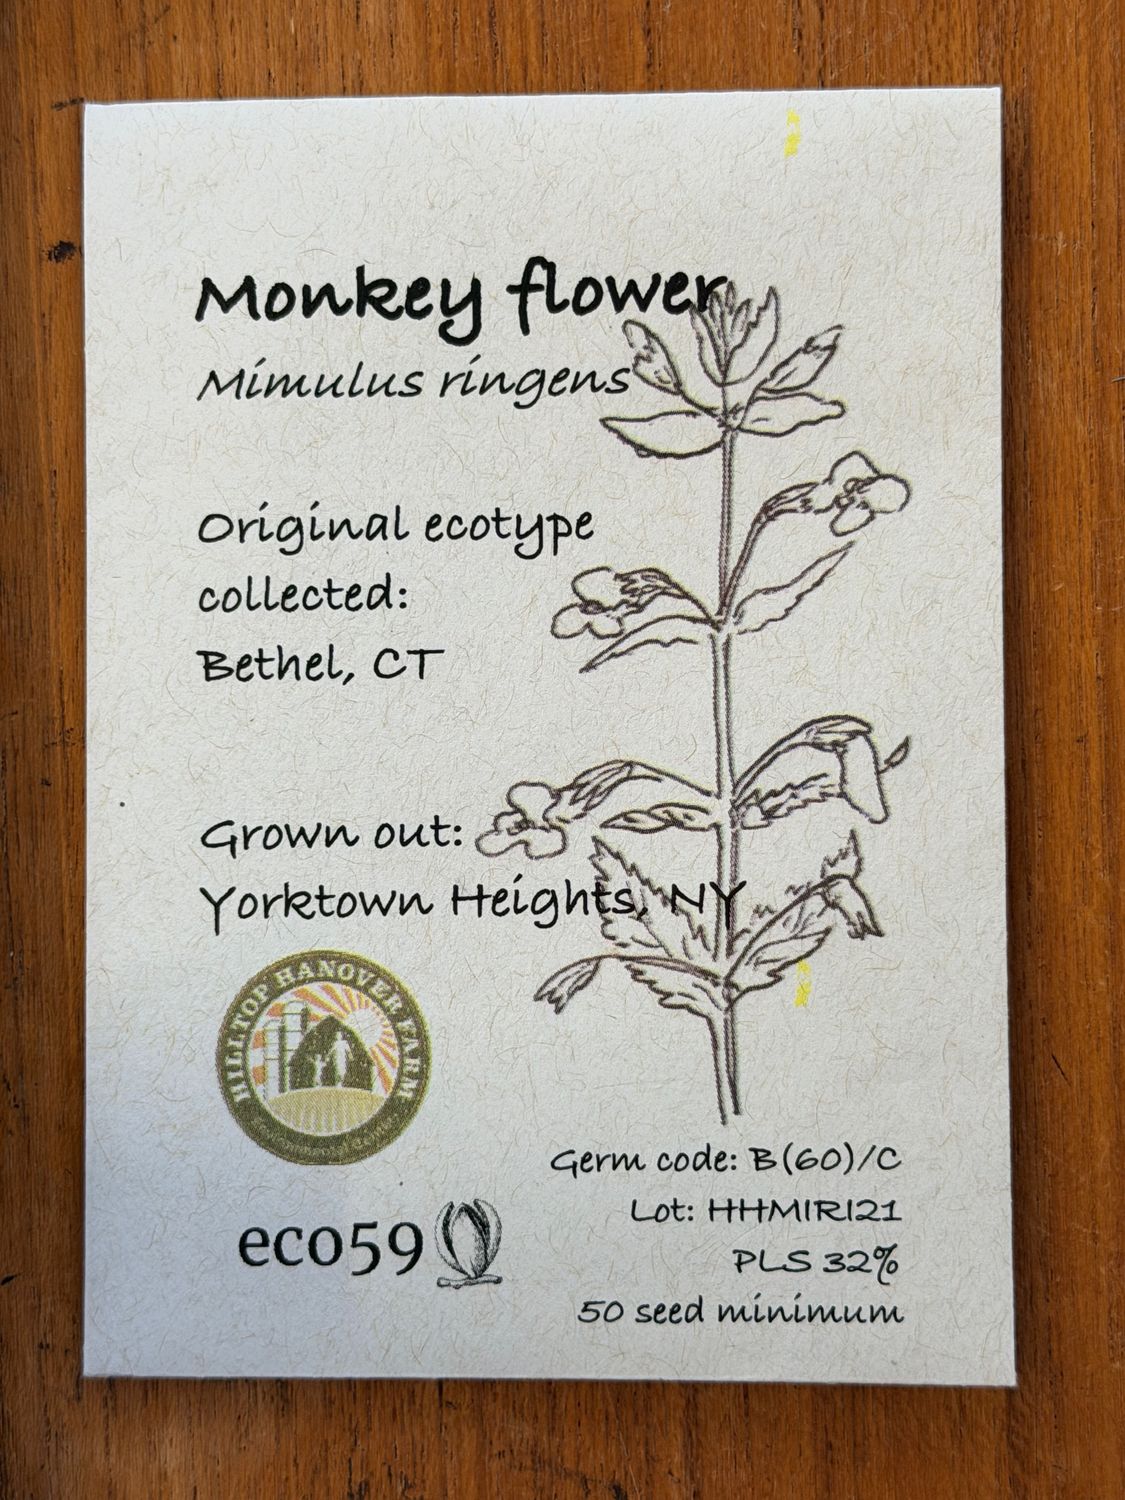 Monkey flower
Mimulus ringens
Original ecotype
collected:
Bethel, CT
Grown out:
Yorktown Heights, NY
HILLTOP HANOVER FARM
eco59
Germ code: B(60)/C
Lot: HHMIRI21
PLS 32%
50 seed minimum